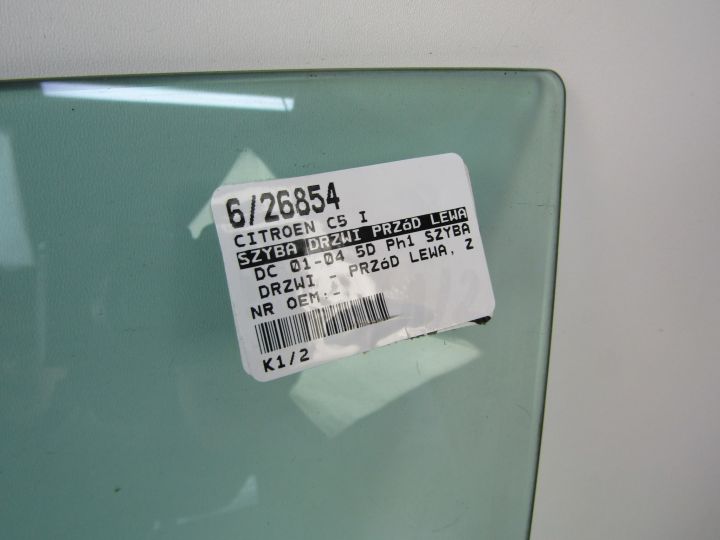 6/26854
CITROEN C5 I
SZYBA DRZWI PRZóD LEWA
DC 01-04 5D Ph1 SZYBA
DRZWI - PRZóD LEWA, Z
NR OEM:-
K1/2